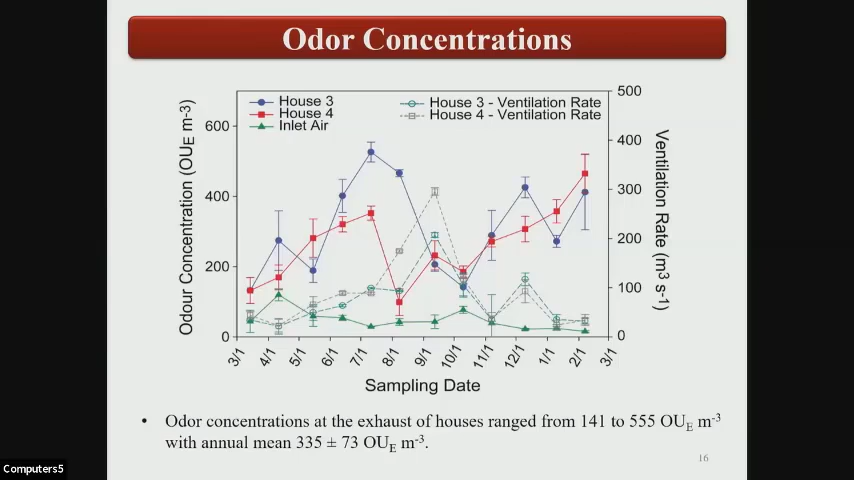 Odor Concentrations
House 3
House 4
Inlet Air
House 3 - Ventilation Rate
House 4 - Ventilation Rate
Odour Concentration (OUE m-3)
600
400
200
0
Ventilation Rate (m3 s-1)
500
400
300
200
100
0
3/1
4/1
5/1
6/1
7/1
8/1
9/1
10/1
11/1
12/1
1/1
2/1
3/1
Sampling Date
• Odor concentrations at the exhaust of houses ranged from 141 to 555 OUE m-3
with annual mean 335 ± 73 OUE m-3.
16
Computers5